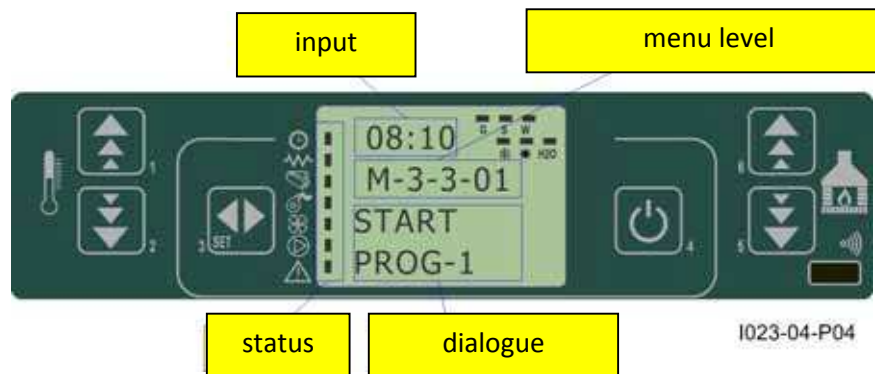 input
menu level
08:10
G S W
H2O
M-3-3-01
START
PROG-1
1
2
3 SET
4
6
5
I023-04-P04
status
dialogue